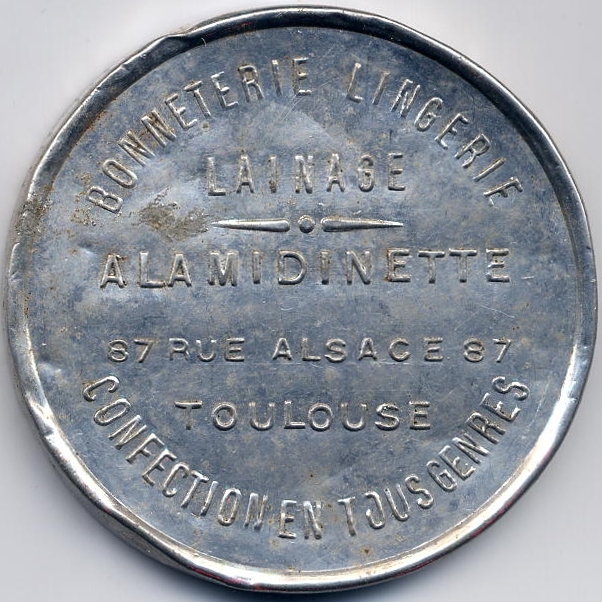 BONNETERIE LINGERIE
LAINAGE
A LA MIDINETTE
87 RUE ALSACE 87
TOULOUSE
CONFECTION EN TOUS GENRES